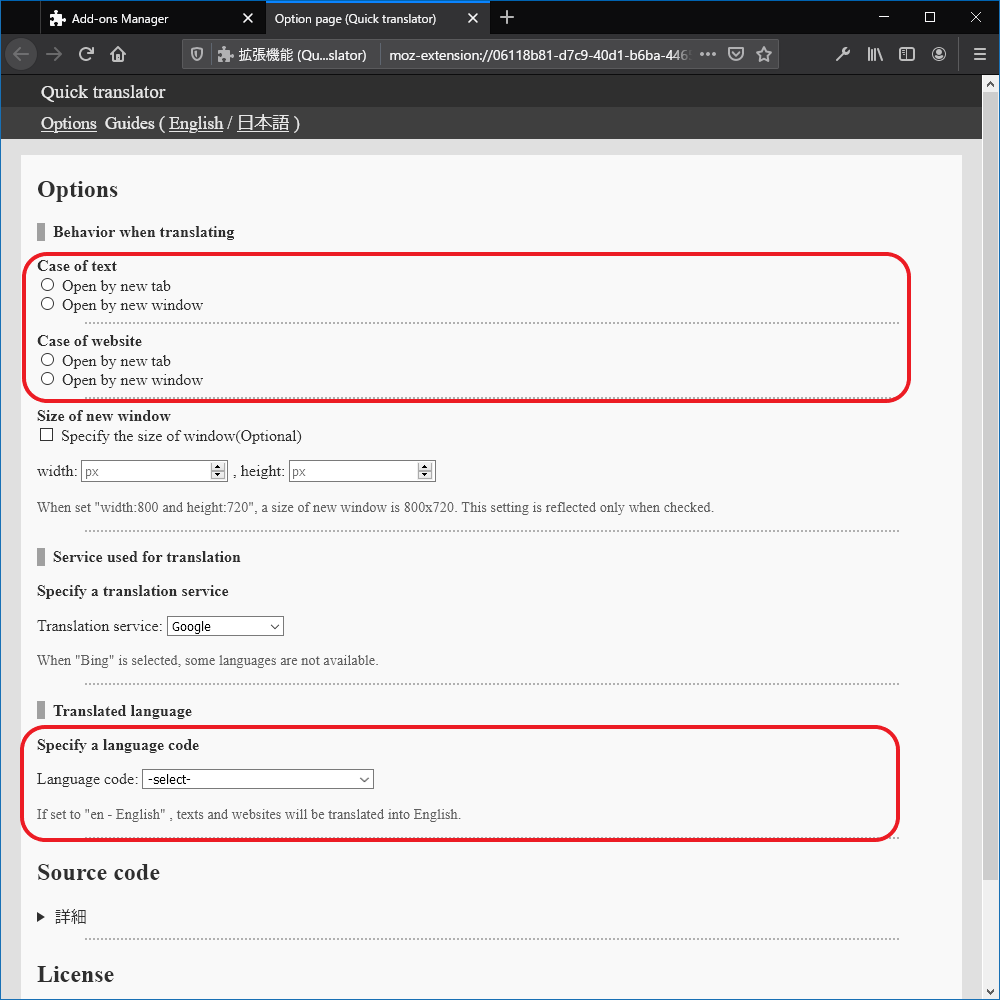 Add-ons Manager
Option page (Quick translator)
拡張機能 (Qu...slator)
moz-extension://06118b81-d7c9-40d1-b6ba-446
Quick translator
Options Guides ( English / 日本語 )
Options
Behavior when translating
Case of text
Open by new tab
Open by new window
Case of website
Open by new tab
Open by new window
Size of new window
Specify the size of window(Optional)
width: px , height: px
When set "width:800 and height:720", a size of new window is 800x720. This setting is reflected only when checked.
Service used for translation
Specify a translation service
Translation service: Google
When "Bing" is selected, some languages are not available.
Translated language
Specify a language code
Language code: -select-
If set to "en - English" , texts and websites will be translated into English.
Source code
詳細
License